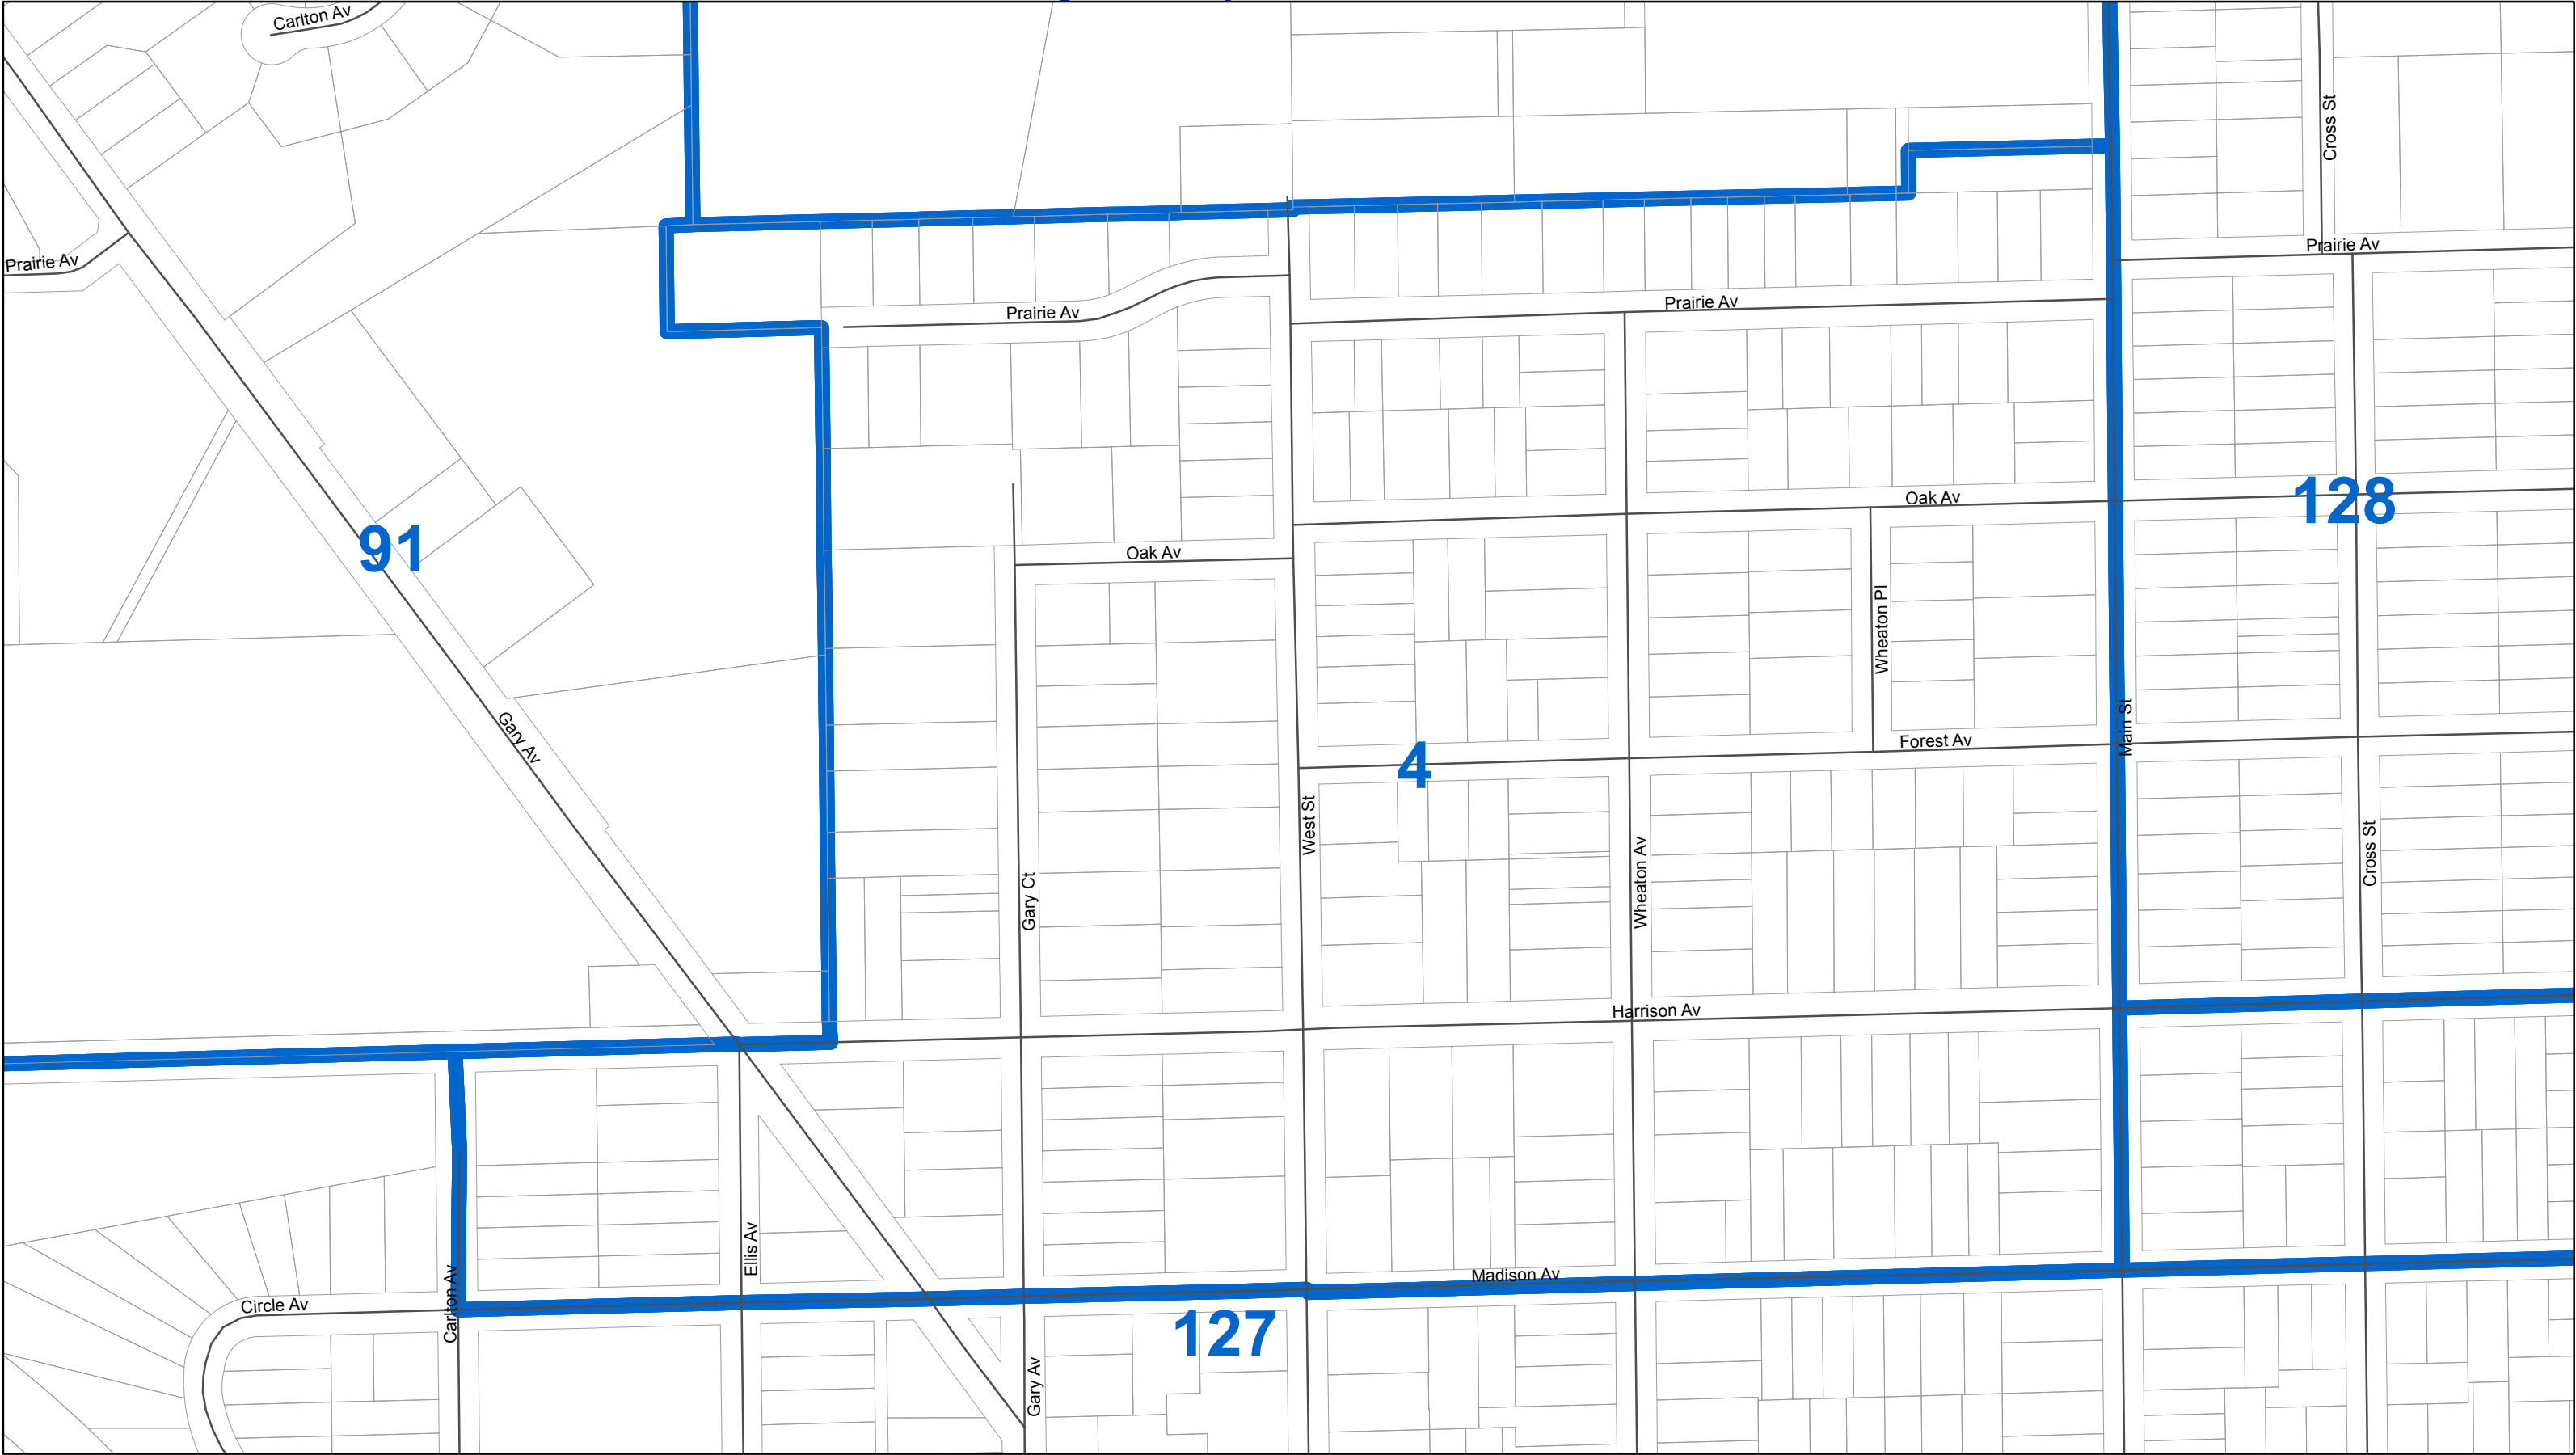 Carlton Av
Cross St
Prairie Av
Prairie Av
Prairie Av
Prairie Av
Oak Av
128
91
Oak Av
Wheaton Pl
Gary Av
Main St
Forest Av
4
West St
Wheaton Av
Cross St
Gary Ct
Harrison Av
Ellis Av
Madison Av
Circle Av
Carlton Av
127
Gary Av